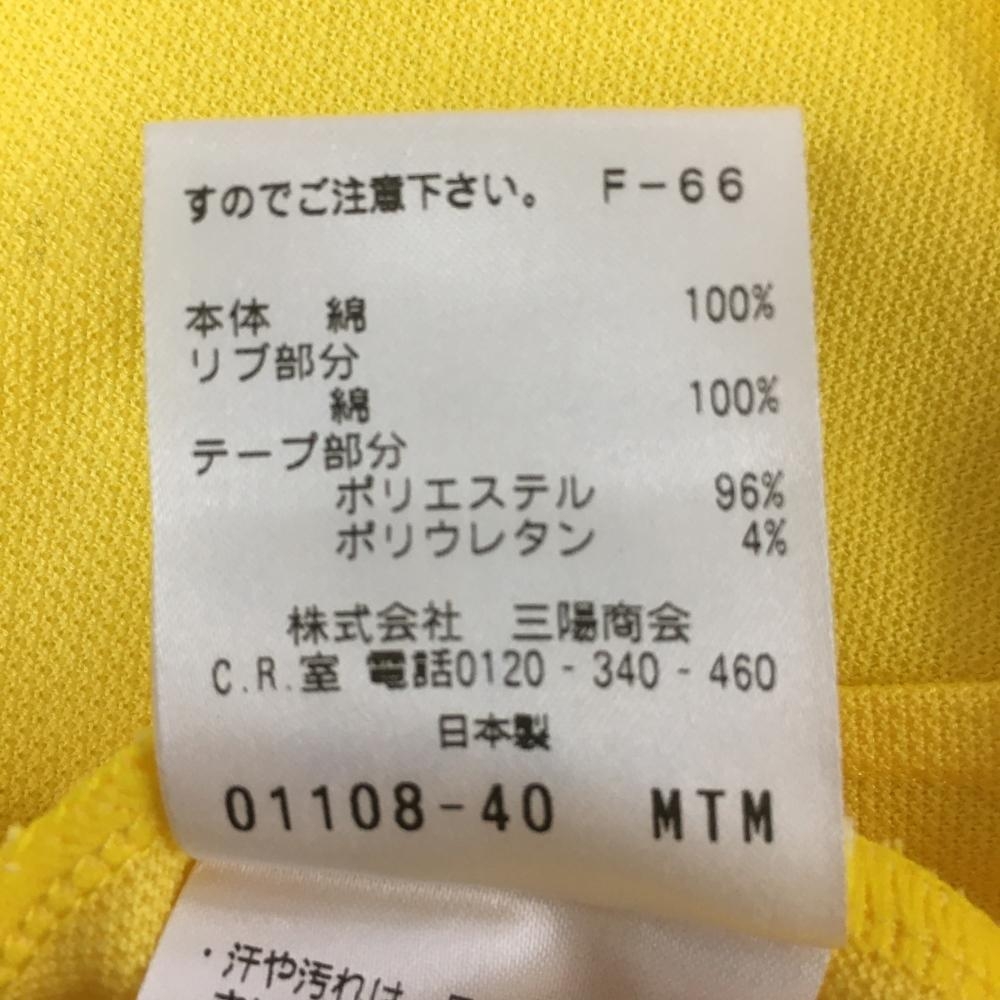 すのでご注意下さい。 F-66
本体 綿 100%
リブ部分
綿 100%
テープ部分
ポリエステル 96%
ポリウレタン 4%
株式会社 三陽商会
C.R.室 電話0120-340-460
日本製
01108-40 MTM
・汗や汚れは